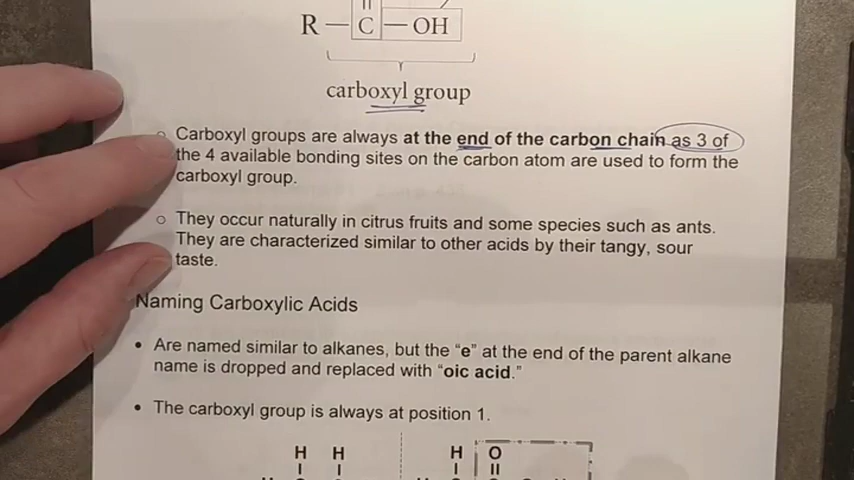 R — C — OH
carboxyl group
○ Carboxyl groups are always at the end of the carbon chain as 3 of
the 4 available bonding sites on the carbon atom are used to form the
carboxyl group.
○ They occur naturally in citrus fruits and some species such as ants.
They are characterized similar to other acids by their tangy, sour
taste.
Naming Carboxylic Acids
• Are named similar to alkanes, but the “e” at the end of the parent alkane
name is dropped and replaced with “oic acid.”
• The carboxyl group is always at position 1.
H H H O